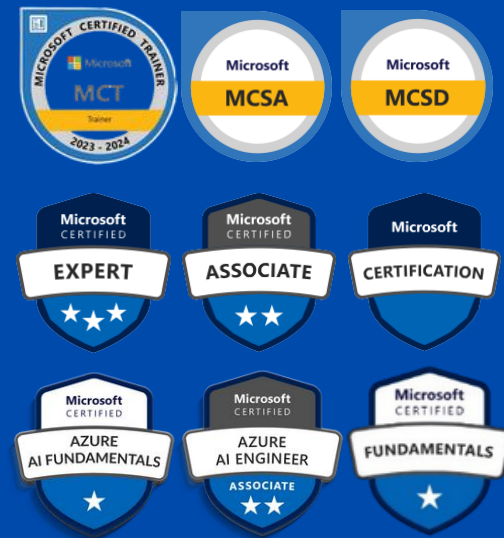 MICROSOFT CERTIFIED TRAINER
Microsoft
MCT
Trainer
2023 - 2024
Microsoft
MCSA
Microsoft
MCSD
Microsoft
CERTIFIED
EXPERT
Microsoft
CERTIFIED
ASSOCIATE
Microsoft
CERTIFICATION
Microsoft
CERTIFIED
AZURE
AI FUNDAMENTALS
Microsoft
CERTIFIED
AZURE
AI ENGINEER
ASSOCIATE
Microsoft
CERTIFIED
FUNDAMENTALS